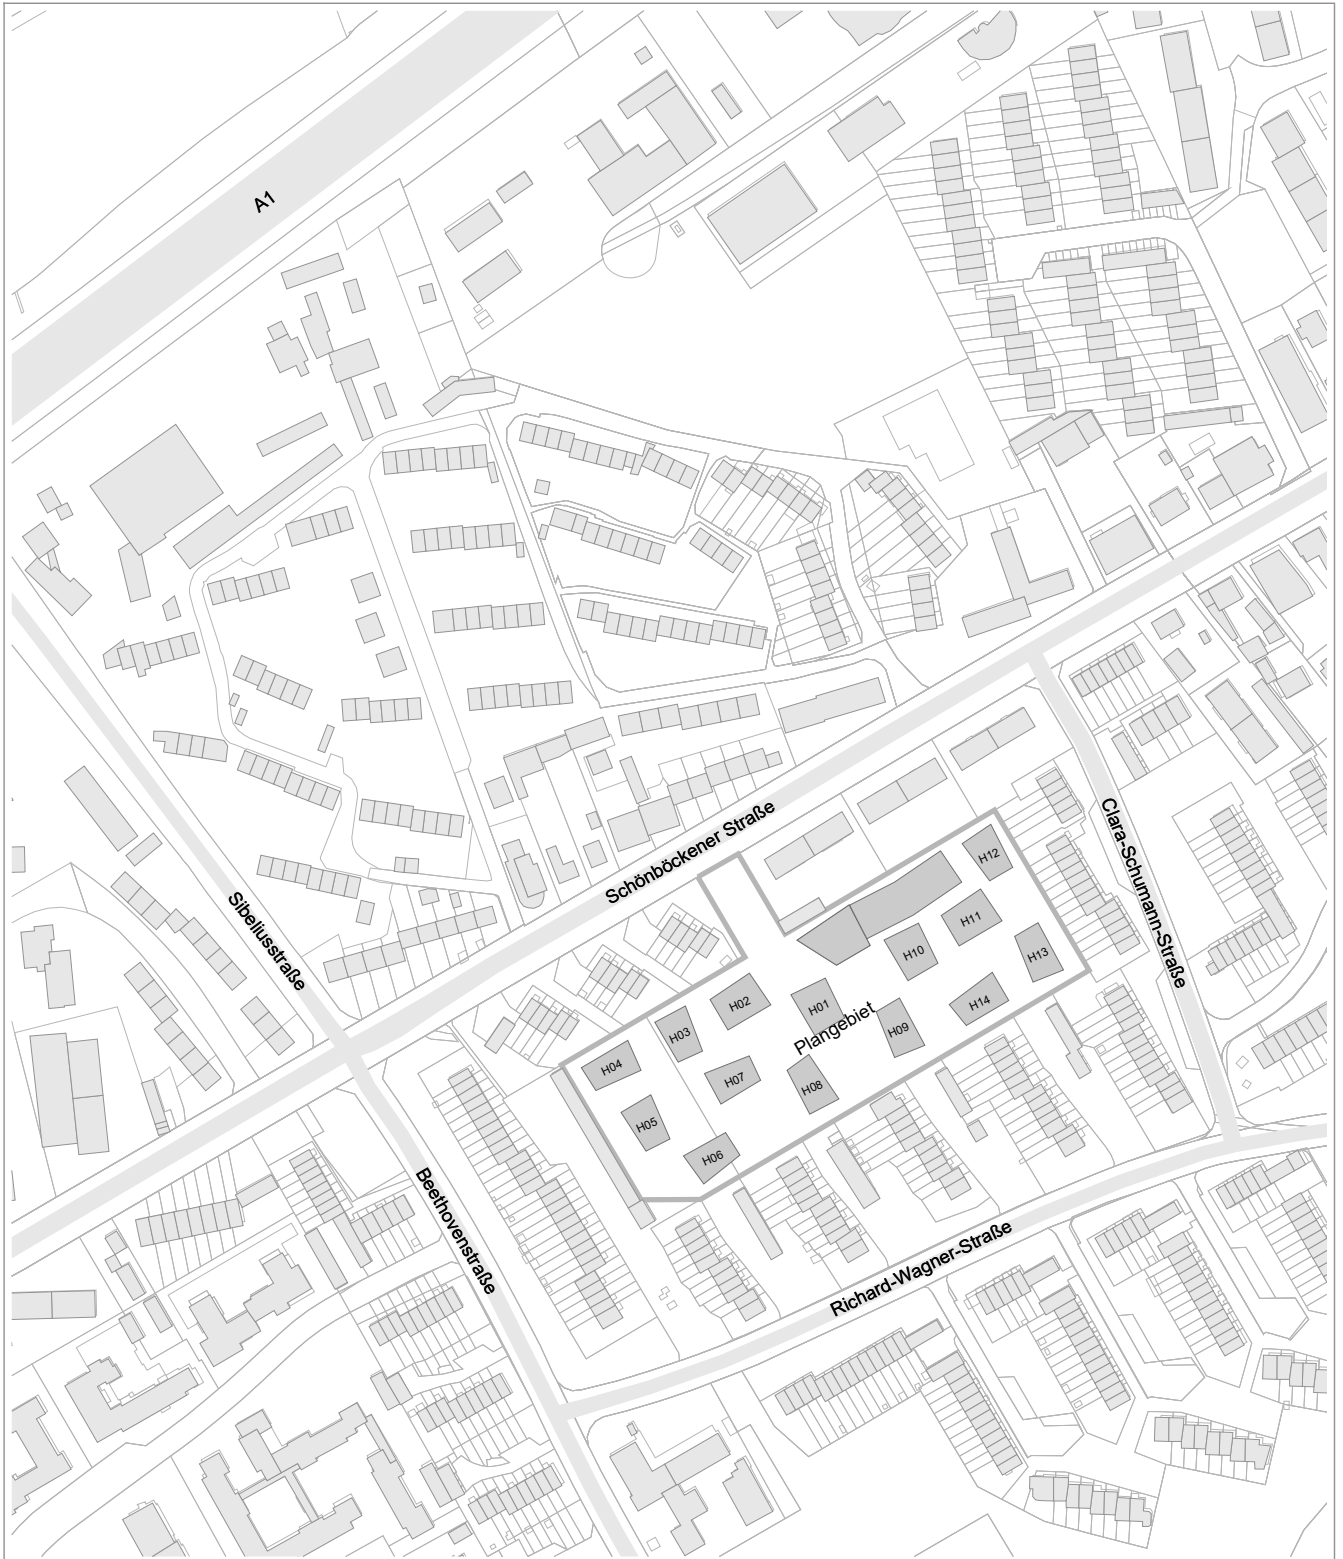 A1
Schönböckener Straße
Clara-Schumann-Straße
H12
H11
Sibeliusstraße
H10
H13
H02
H01
H14
H03
Plangebiet
H09
H04
H07
H08
H05
H06
Beethovenstraße
Richard-Wagner-Straße